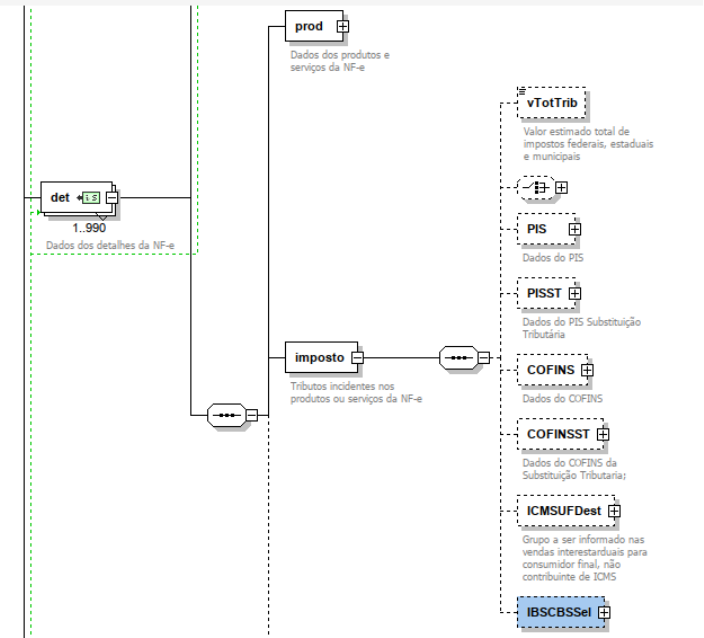 prod
Dados dos produtos e
serviços da NF-e
vTotTrib
Valor estimado total de
impostos federais, estaduais
e municipais
det
1..990
Dados dos detalhes da NF-e
PIS
Dados do PIS
PISST
Dados do PIS Substituição
Tributária
imposto
Tributos incidentes nos
produtos ou serviços da NF-e
COFINS
Dados do COFINS
COFINSST
Dados do COFINS da
Substituição Tributaria;
ICMSUFDest
Grupo a ser informado nas
vendas interestarduais para
consumidor final, não
contribuinte de ICMS
IBSCBSSel